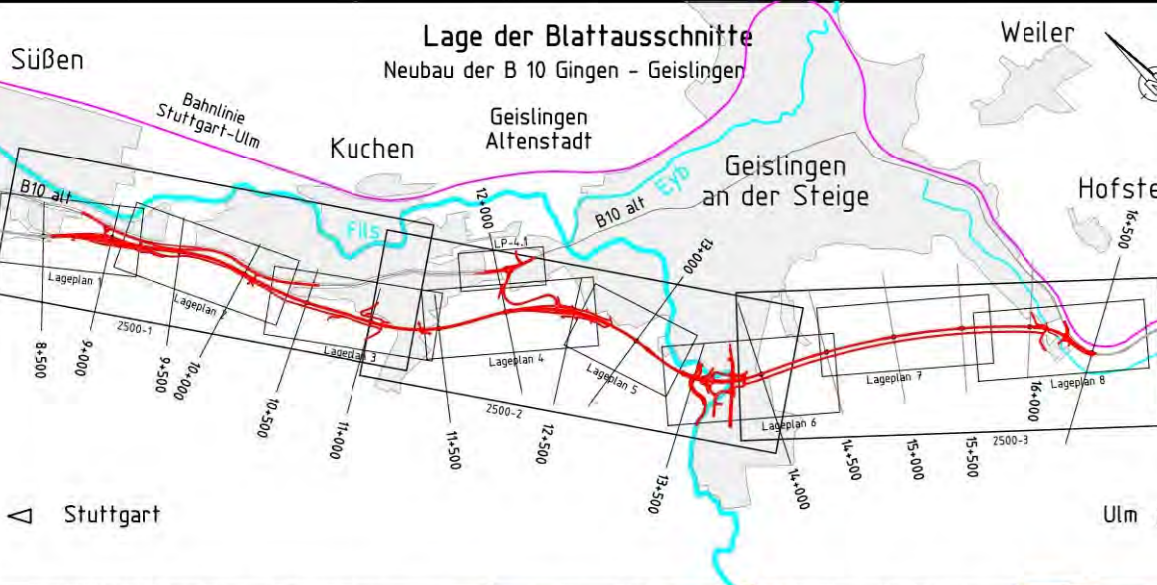 Lage der Blattausschnitte
Neubau der B 10 Gingen - Geislingen
Süßen
Weiler
Bahnlinie
Stuttgart-Ulm
Kuchen
Geislingen
Altenstadt
Geislingen
an der Steige
Hofste
B10 alt
Fils
12+000
LP-4.1
B10 alt
Eyb
13+000
16+500
Lageplan 1
Lageplan 2
Lageplan 3
Lageplan 4
Lageplan 5
Lageplan 6
Lageplan 7
Lageplan 8
2500-1
2500-2
2500-3
8+500
9+000
9+500
10+000
10+500
11+000
11+500
12+500
13+500
14+000
14+500
15+000
15+500
16+000
Stuttgart
Ulm